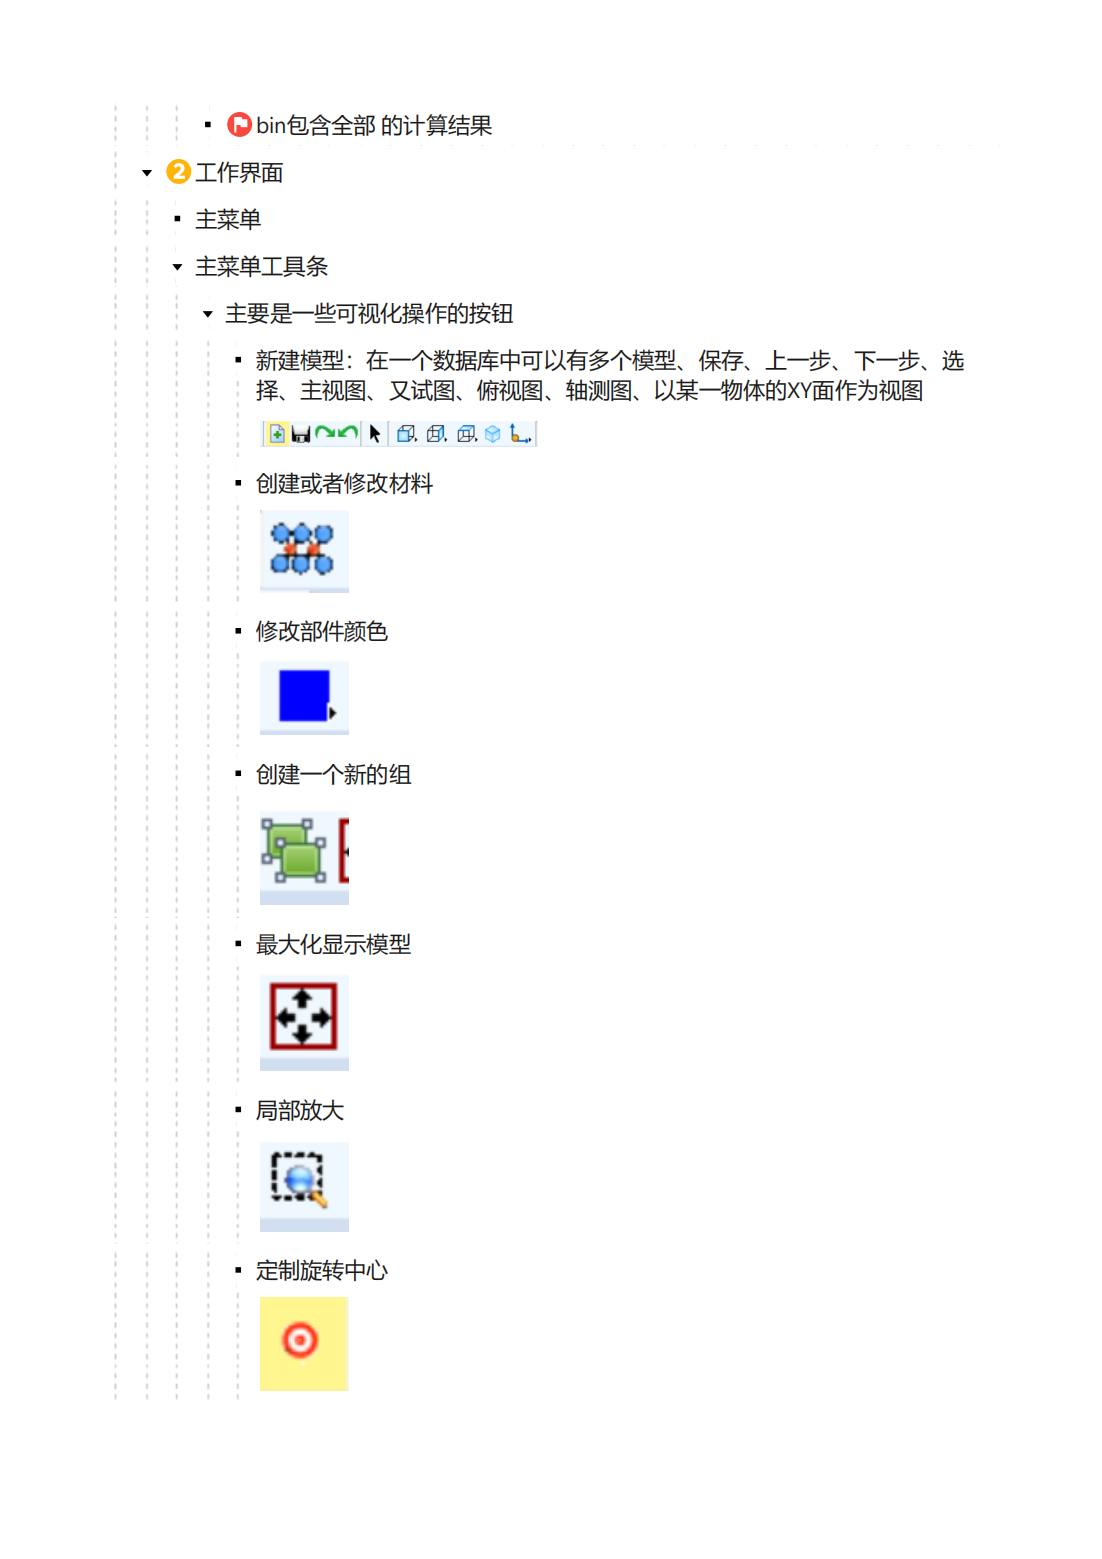 bin包含全部 的计算结果
2 工作界面
主菜单
主菜单工具条
主要是一些可视化操作的按钮
新建模型：在一个数据库中可以有多个模型、保存、上一步、下一步、选
择、主视图、又试图、俯视图、轴测图、以某一物体的XY面作为视图
创建或者修改材料
修改部件颜色
创建一个新的组
最大化显示模型
局部放大
定制旋转中心